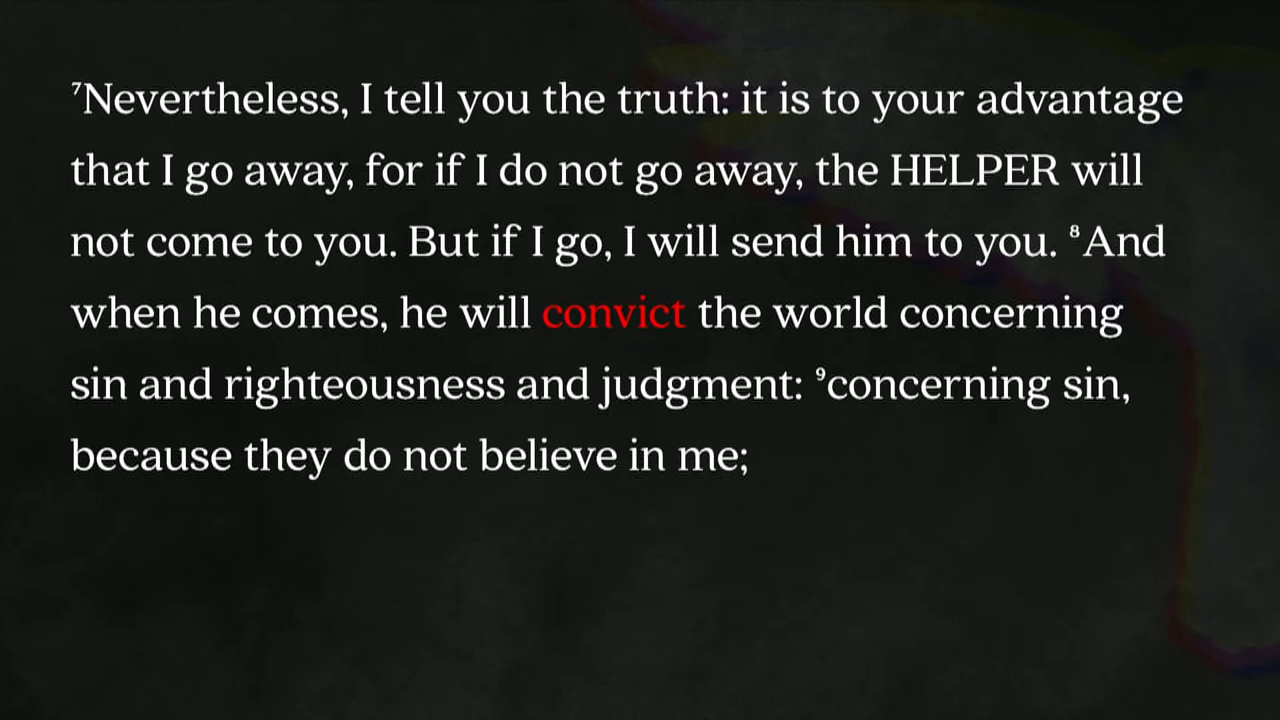 ⁷Nevertheless, I tell you the truth: it is to your advantage
that I go away, for if I do not go away, the HELPER will
not come to you. But if I go, I will send him to you. ⁸And
when he comes, he will convict the world concerning
sin and righteousness and judgment: ⁹concerning sin,
because they do not believe in me;